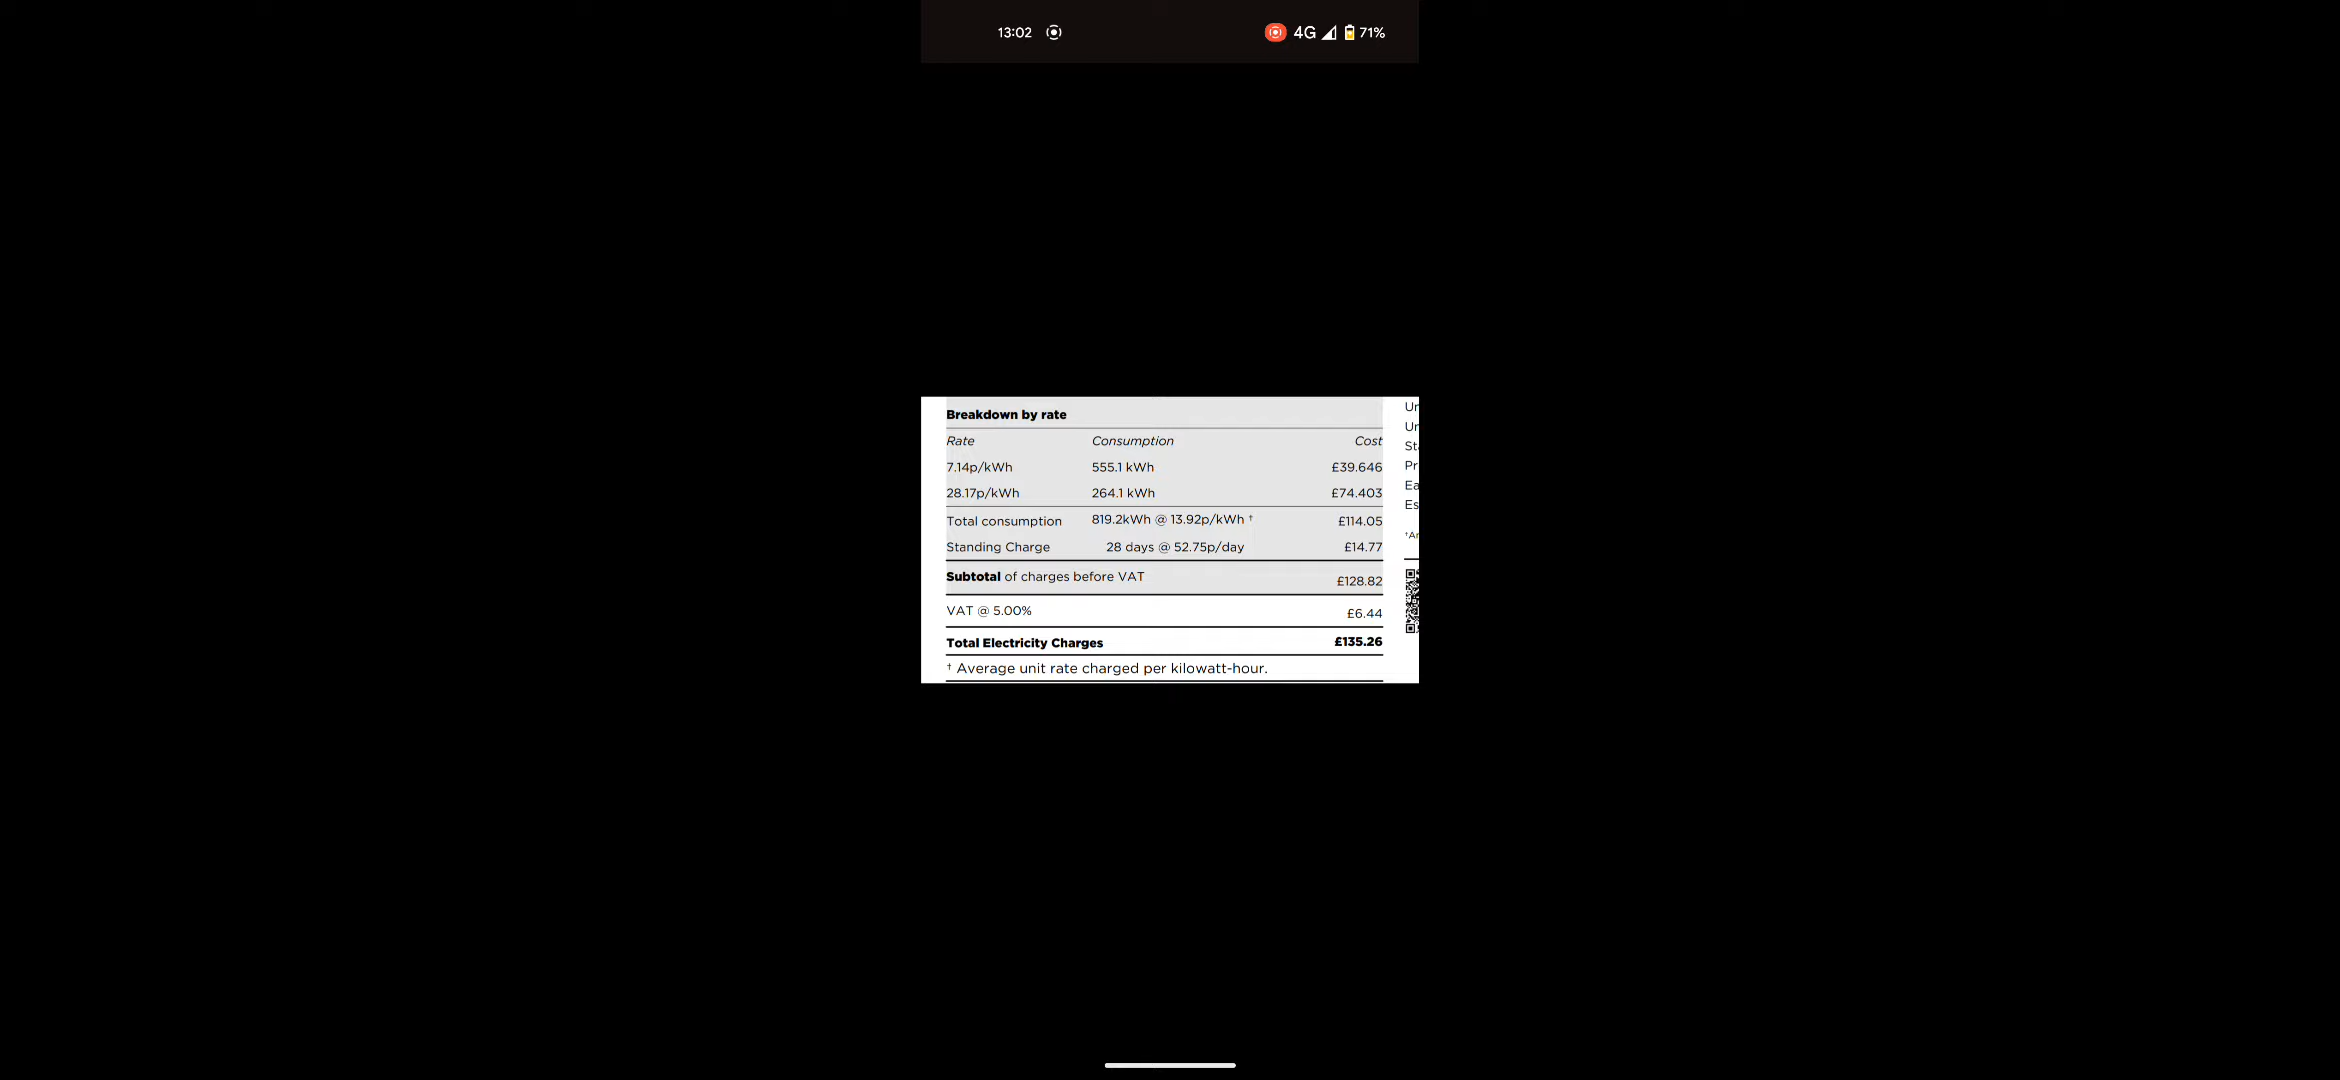 13:02 4G 71%
Breakdown by rate
Rate Consumption Cost
7.14p/kWh 555.1 kWh £39.646
28.17p/kWh 264.1 kWh £74.403
Total consumption 819.2kWh @ 13.92p/kWh † £114.05
Standing Charge 28 days @ 52.75p/day £14.77
Subtotal of charges before VAT £128.82
VAT @ 5.00% £6.44
Total Electricity Charges £135.26
† Average unit rate charged per kilowatt-hour.